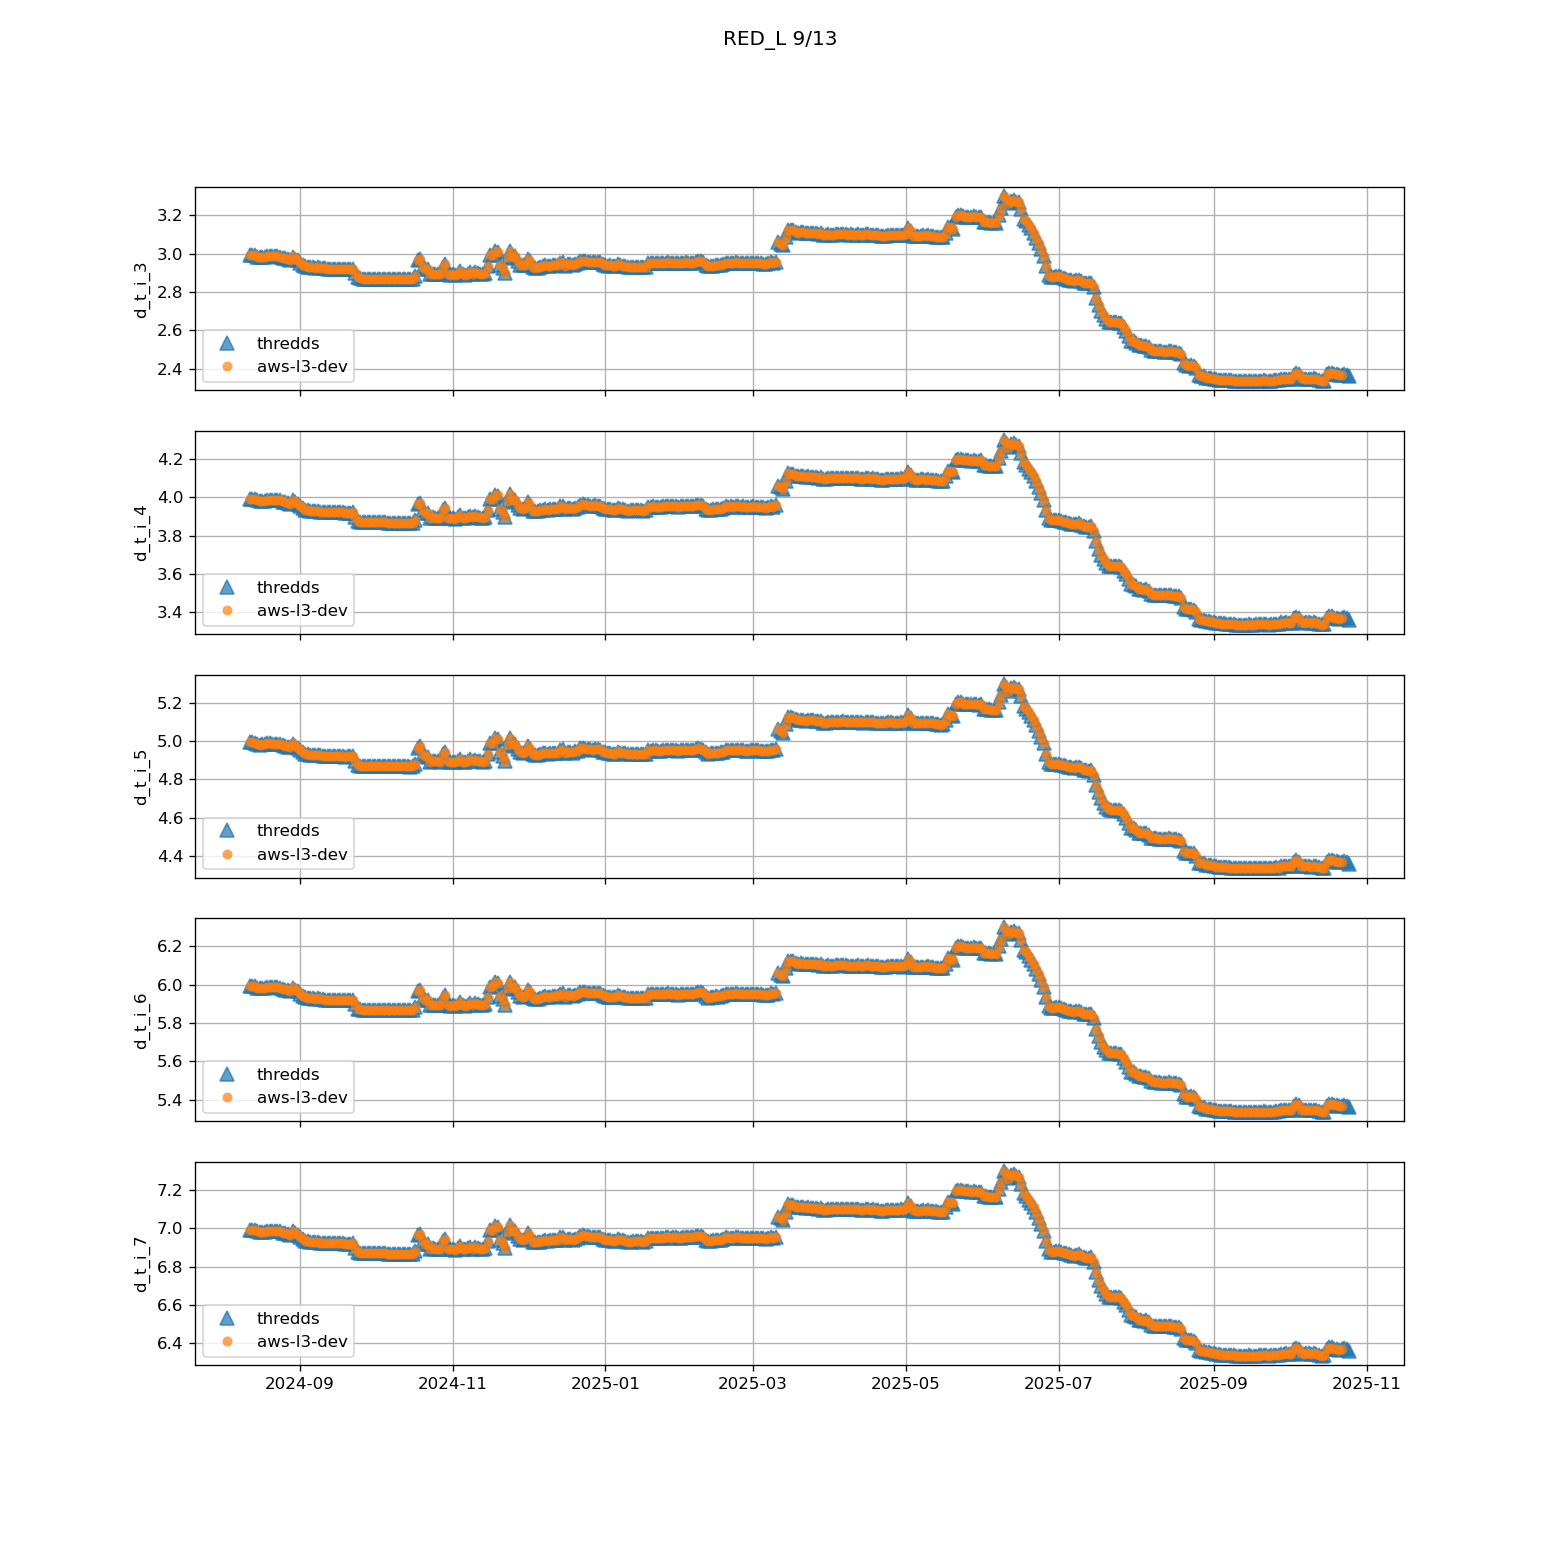 RED_L 9/13
3.2
3.0
2.8
2.6
2.4
d_t_i_3
thredds
aws-l3-dev
4.2
4.0
3.8
3.6
3.4
d_t_i_4
thredds
aws-l3-dev
5.2
5.0
4.8
4.6
4.4
d_t_i_5
thredds
aws-l3-dev
6.2
6.0
5.8
5.6
5.4
d_t_i_6
thredds
aws-l3-dev
7.2
7.0
6.8
6.6
6.4
d_t_i_7
thredds
aws-l3-dev
2024-09 2024-11 2025-01 2025-03 2025-05 2025-07 2025-09 2025-11